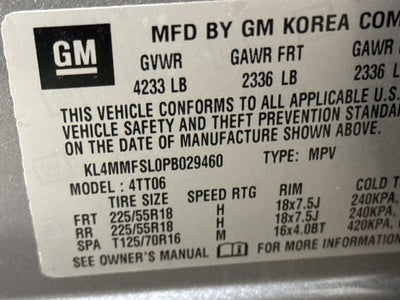 GM
MFD BY GM KOREA COM
GVWR GAWR FRT GAWR
4233 LB 2336 LB 2336 L
THIS VEHICLE CONFORMS TO ALL APPLICABLE U.S.
VEHICLE SAFETY AND THEFT PREVENTION STANDA
ON THE DATE OF MANUFACTURE SHOWN ABOVE.
KL4MMFSL0PB029460 TYPE: MPV
MODEL: 4TT06
TIRE SIZE SPEED RTG RIM COLD T
FRT 225/55R18 H 18x7.5J 240KPA,
RR 225/55R18 H 18x7.5J 240KPA,
SPA T125/70R16 M 16x4.0BT 420KPA,
SEE OWNER'S MANUAL FOR MORE INFORMATION